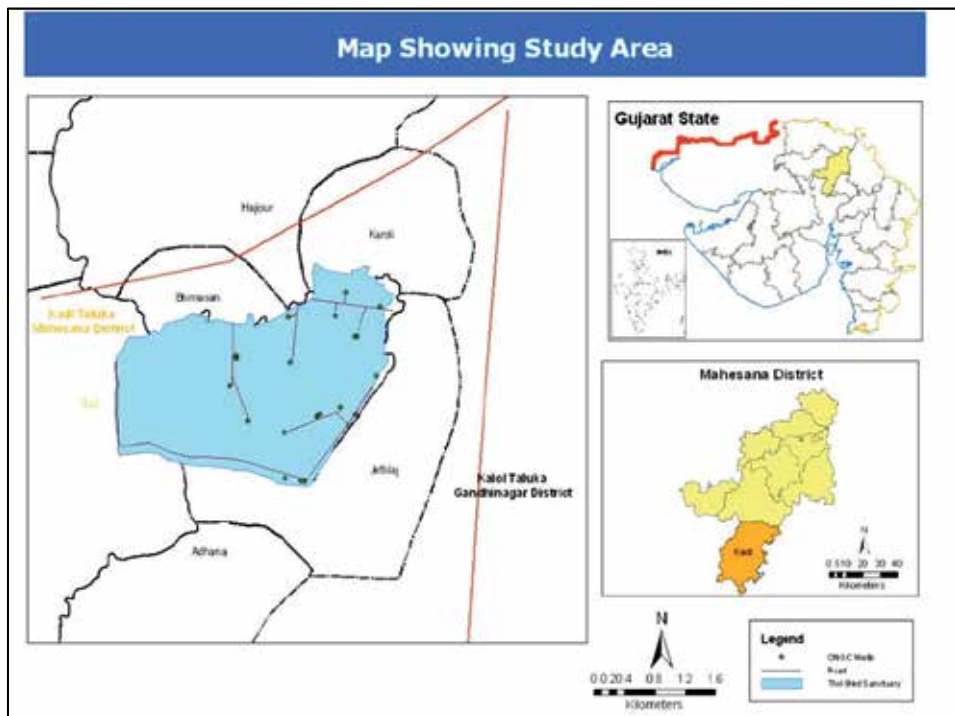 Map Showing Study Area
Hajour
Karoli
Bhimasan
Kadi Taluka
Mahesana District
Jethlaj
Kalol Taluka
Gandhinagar District
Adhana
Gujarat State
Mahesana District
Kadi
N
0 5 10 20 30 40
Kilometers
N
0.0 0.2 0.4 0.8 1.2 1.6
Kilometers
Legend
ONGC Wells
Road
Thol Bird Sanctuary